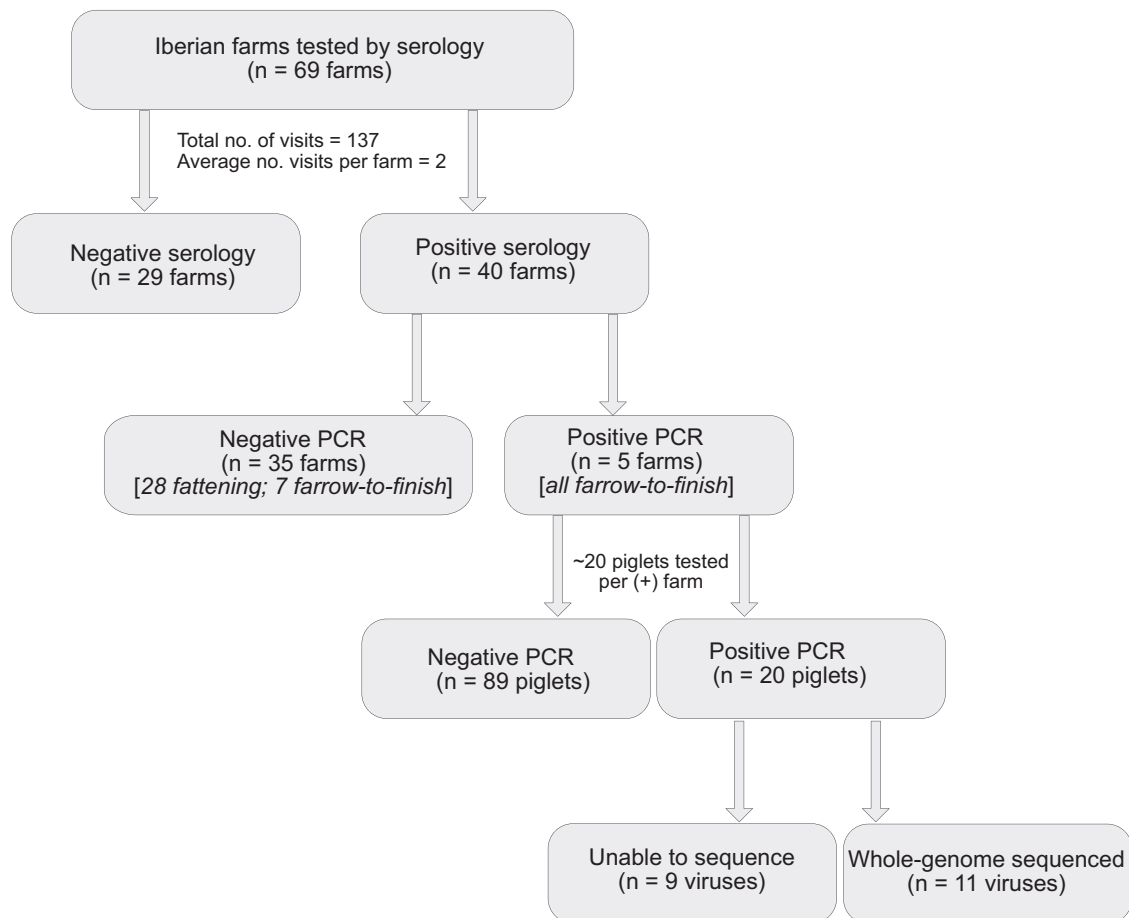 Iberian farms tested by serology
(n = 69 farms)
Total no. of visits = 137
Average no. visits per farm = 2
Negative serology
(n = 29 farms)
Positive serology
(n = 40 farms)
Negative PCR
(n = 35 farms)
[28 fattening; 7 farrow-to-finish]
Positive PCR
(n = 5 farms)
[all farrow-to-finish]
~20 piglets tested
per (+) farm
Negative PCR
(n = 89 piglets)
Positive PCR
(n = 20 piglets)
Unable to sequence
(n = 9 viruses)
Whole-genome sequenced
(n = 11 viruses)